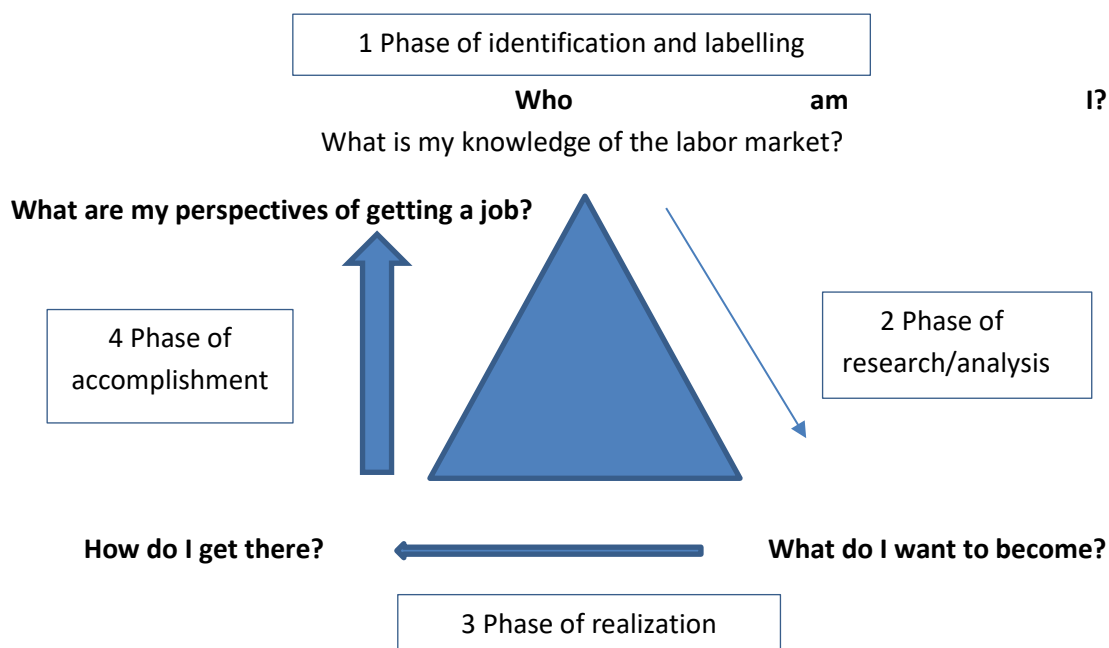 1 Phase of identification and labelling
Who am I?
What is my knowledge of the labor market?
What are my perspectives of getting a job?
4 Phase of
accomplishment
2 Phase of
research/analysis
How do I get there?
What do I want to become?
3 Phase of realization